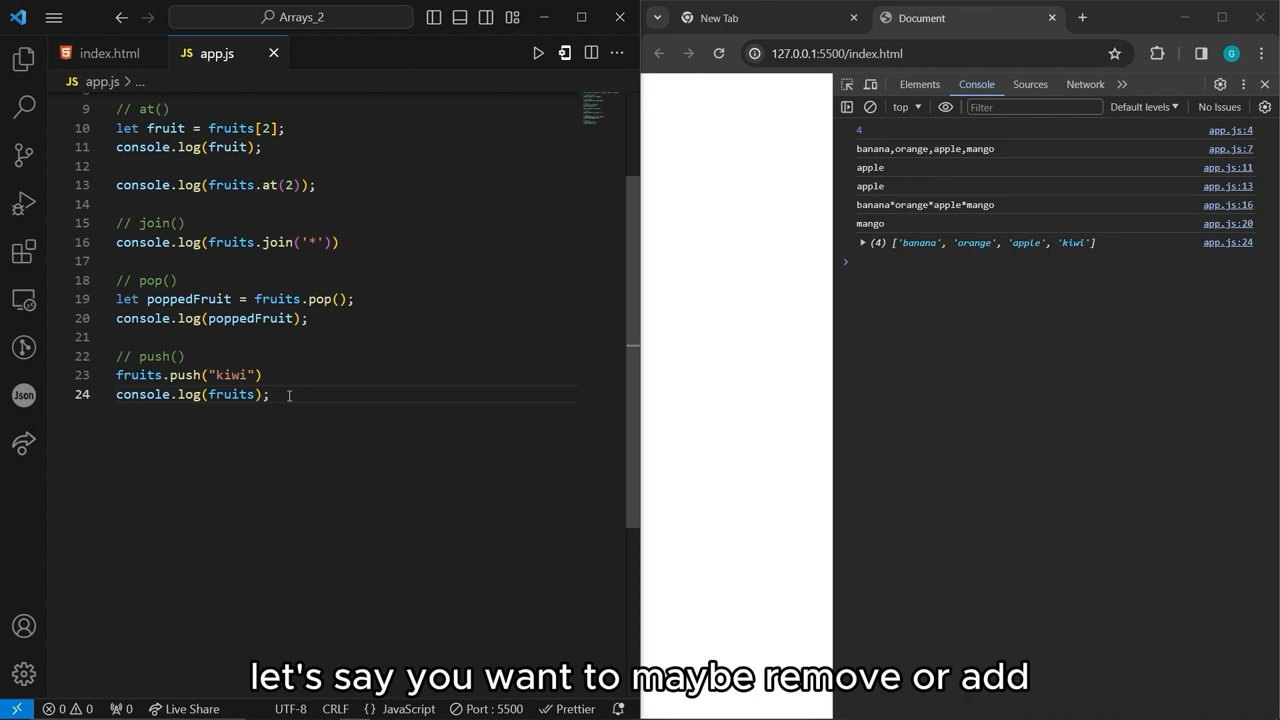 Arrays_2
index.html
JS app.js
JS app.js > ...
9 // at()
10 let fruit = fruits[2];
11 console.log(fruit);
12
13 console.log(fruits.at(2));
14
15 // join()
16 console.log(fruits.join('*'))
17
18 // pop()
19 let poppedFruit = fruits.pop();
20 console.log(poppedFruit);
21
22 // push()
23 fruits.push("kiwi")
24 console.log(fruits);
Json
0 0 0 Live Share UTF-8 CRLF {} JavaScript Port : 5500 Prettier
New Tab
Document
127.0.0.1:5500/index.html
G
Elements Console Sources Network
top Filter Default levels No Issues
4 app.js:4
banana,orange,apple,mango app.js:7
apple app.js:11
apple app.js:13
banana*orange*apple*mango app.js:16
mango app.js:20
(4) ['banana', 'orange', 'apple', 'kiwi'] app.js:24
let's say you want to maybe remove or add